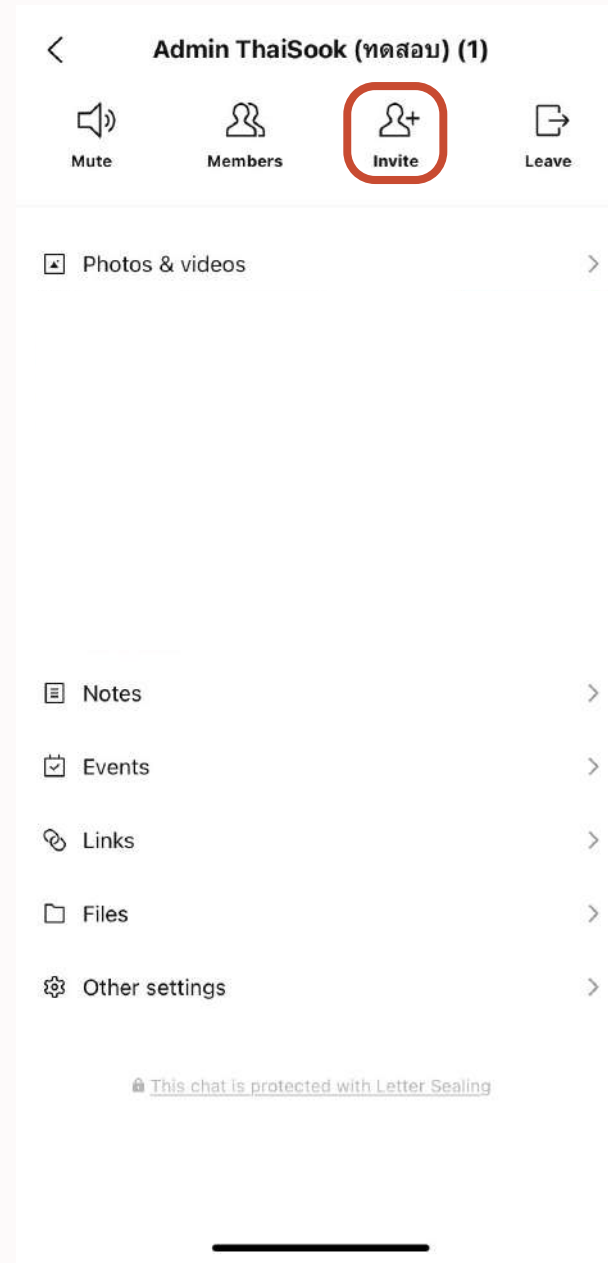 Admin ThaiSook (ทดสอบ) (1)
Mute Members Invite Leave
Photos & videos
Notes
Events
Links
Files
Other settings
This chat is protected with Letter Sealing